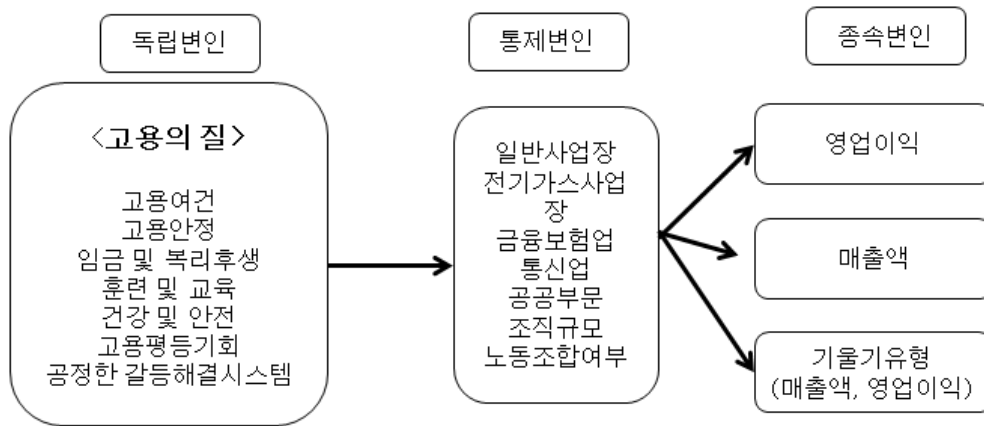 독립변인
통제변인
종속변인
<고용의 질>
고용여건
고용안정
임금 및 복리후생
훈련 및 교육
건강 및 안전
고용평등기회
공정한 갈등해결시스템
일반사업장
전기가스사업
장
금융보험업
통신업
공공부문
조직규모
노동조합여부
영업이익
매출액
기울기유형
(매출액, 영업이익)